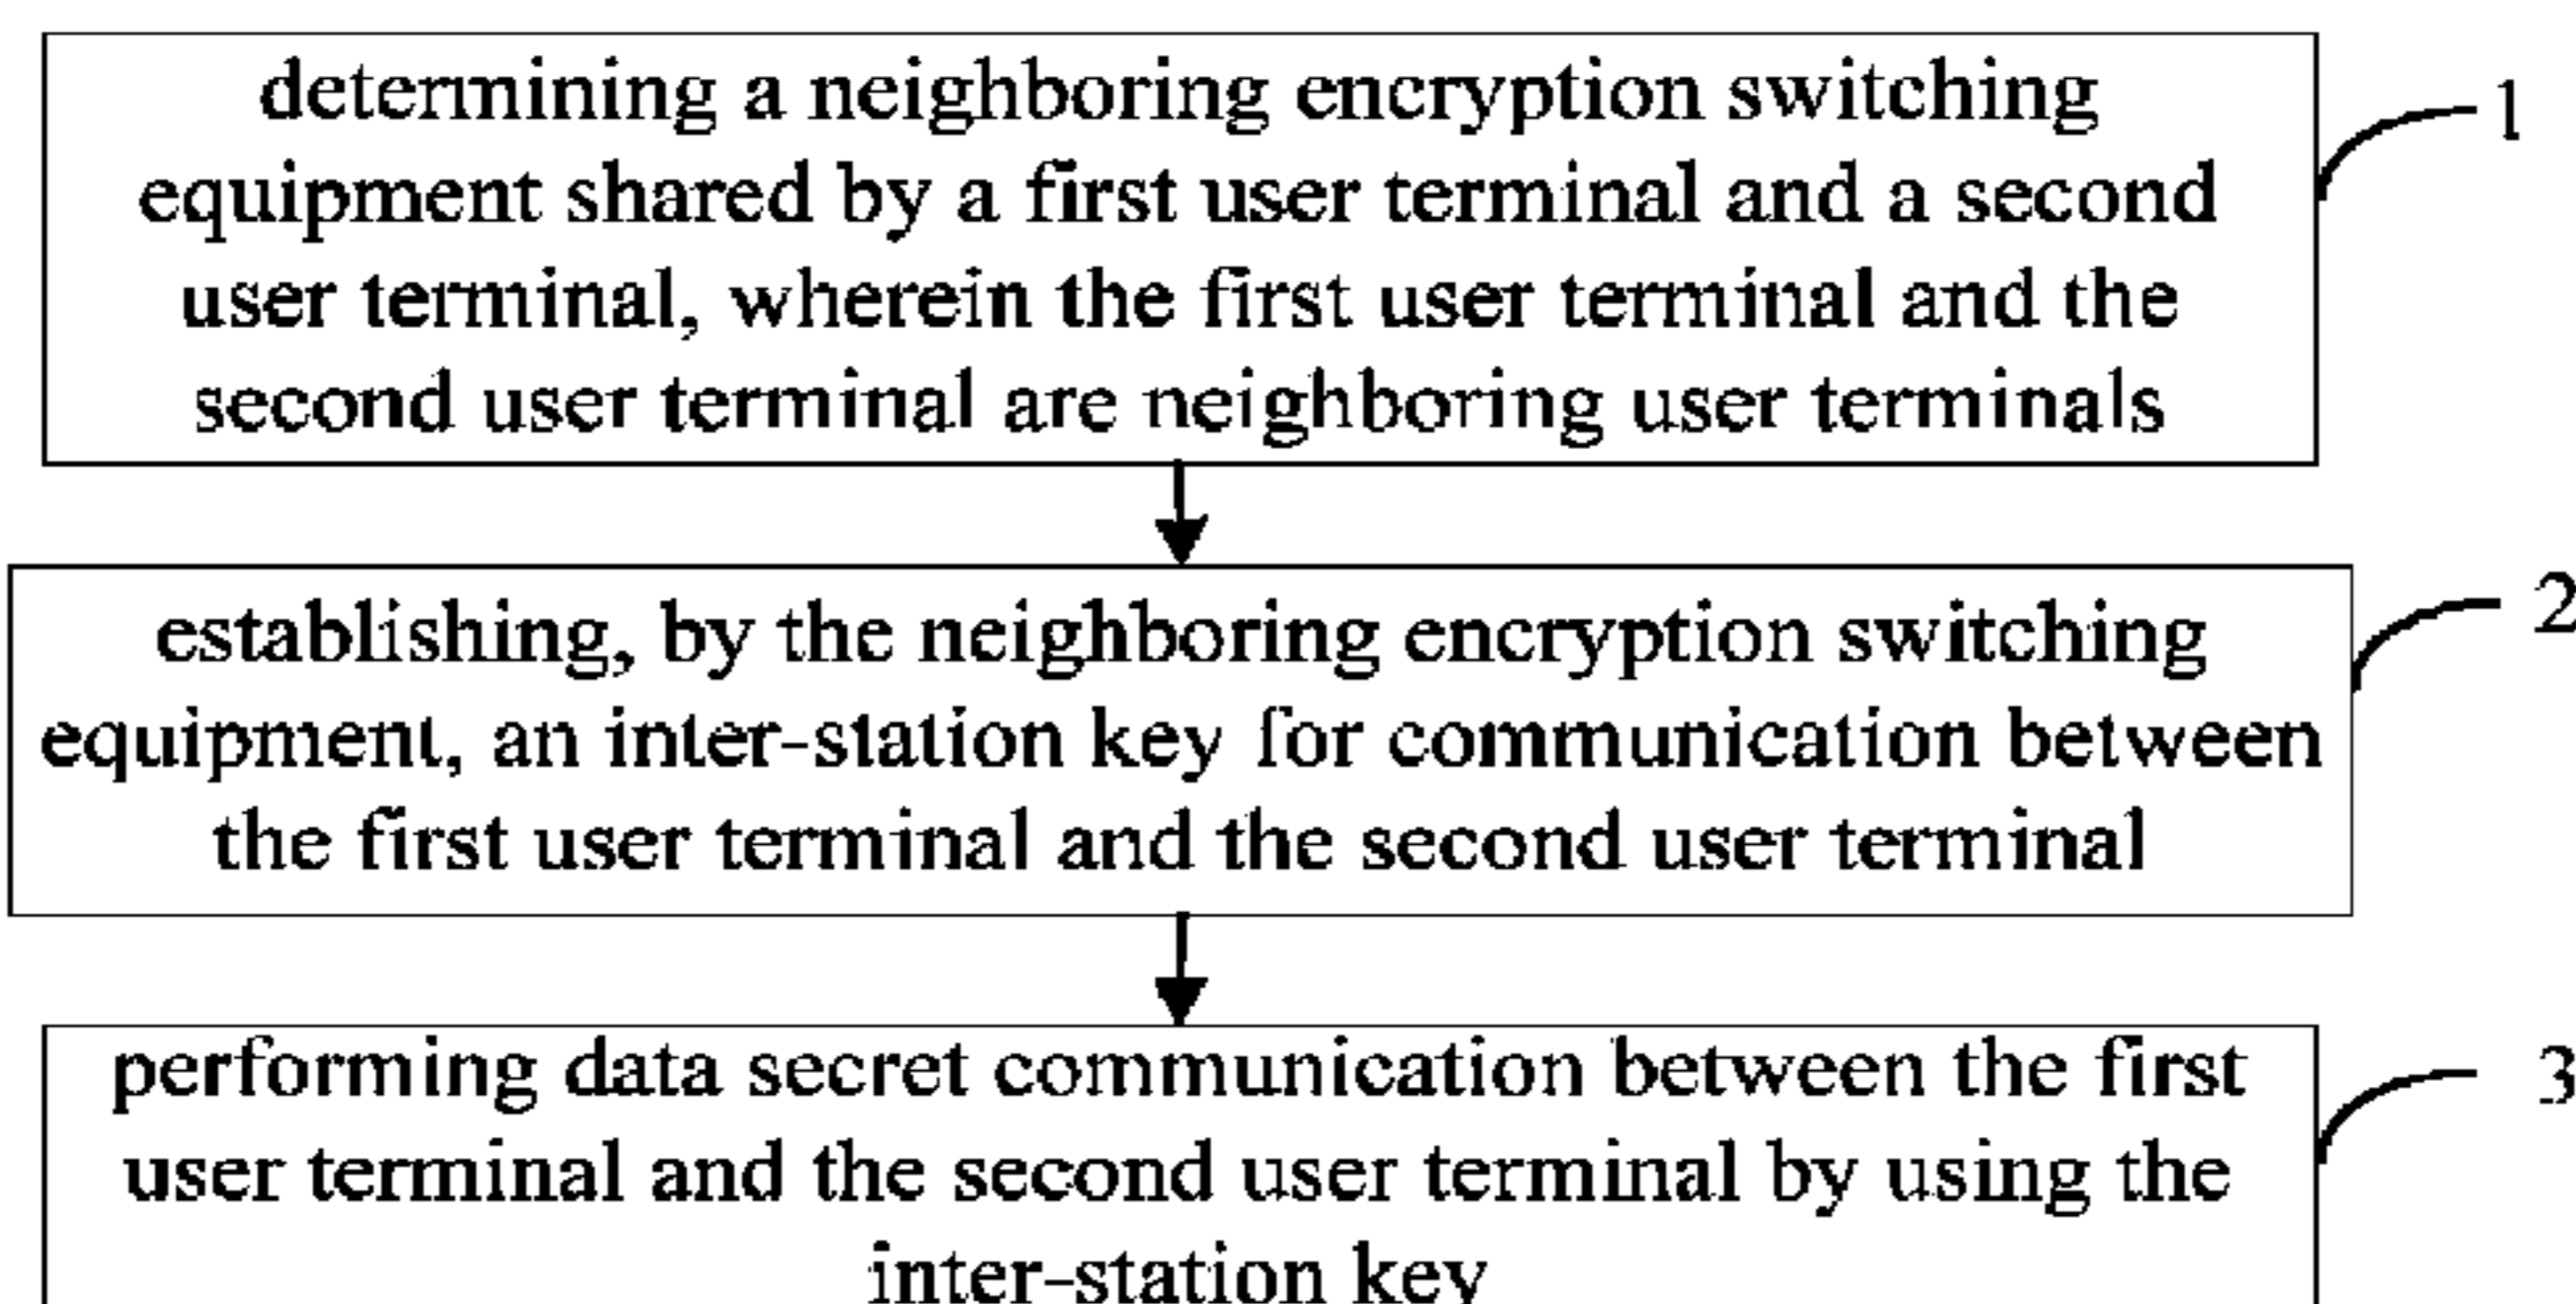 determining a neighboring encryption switching
equipment shared by a first user terminal and a second
user terminal, wherein the first user terminal and the
second user terminal are neighboring user terminals
1
establishing, by the neighboring encryption switching
equipment, an inter-station key for communication between
the first user terminal and the second user terminal
2
performing data secret communication between the first
user terminal and the second user terminal by using the
inter-station key
3